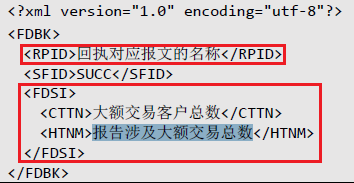 <?xml version="1.0" encoding="utf-8"?>
<FDBK>
<RPID>回执对应报文的名称</RPID>
<SFID>SUCC</SFID>
<FDSI>
<CTTN>大额交易客户总数</CTTN>
<HTNM>报告涉及大额交易总数</HTNM>
</FDSI>
</FDBK>